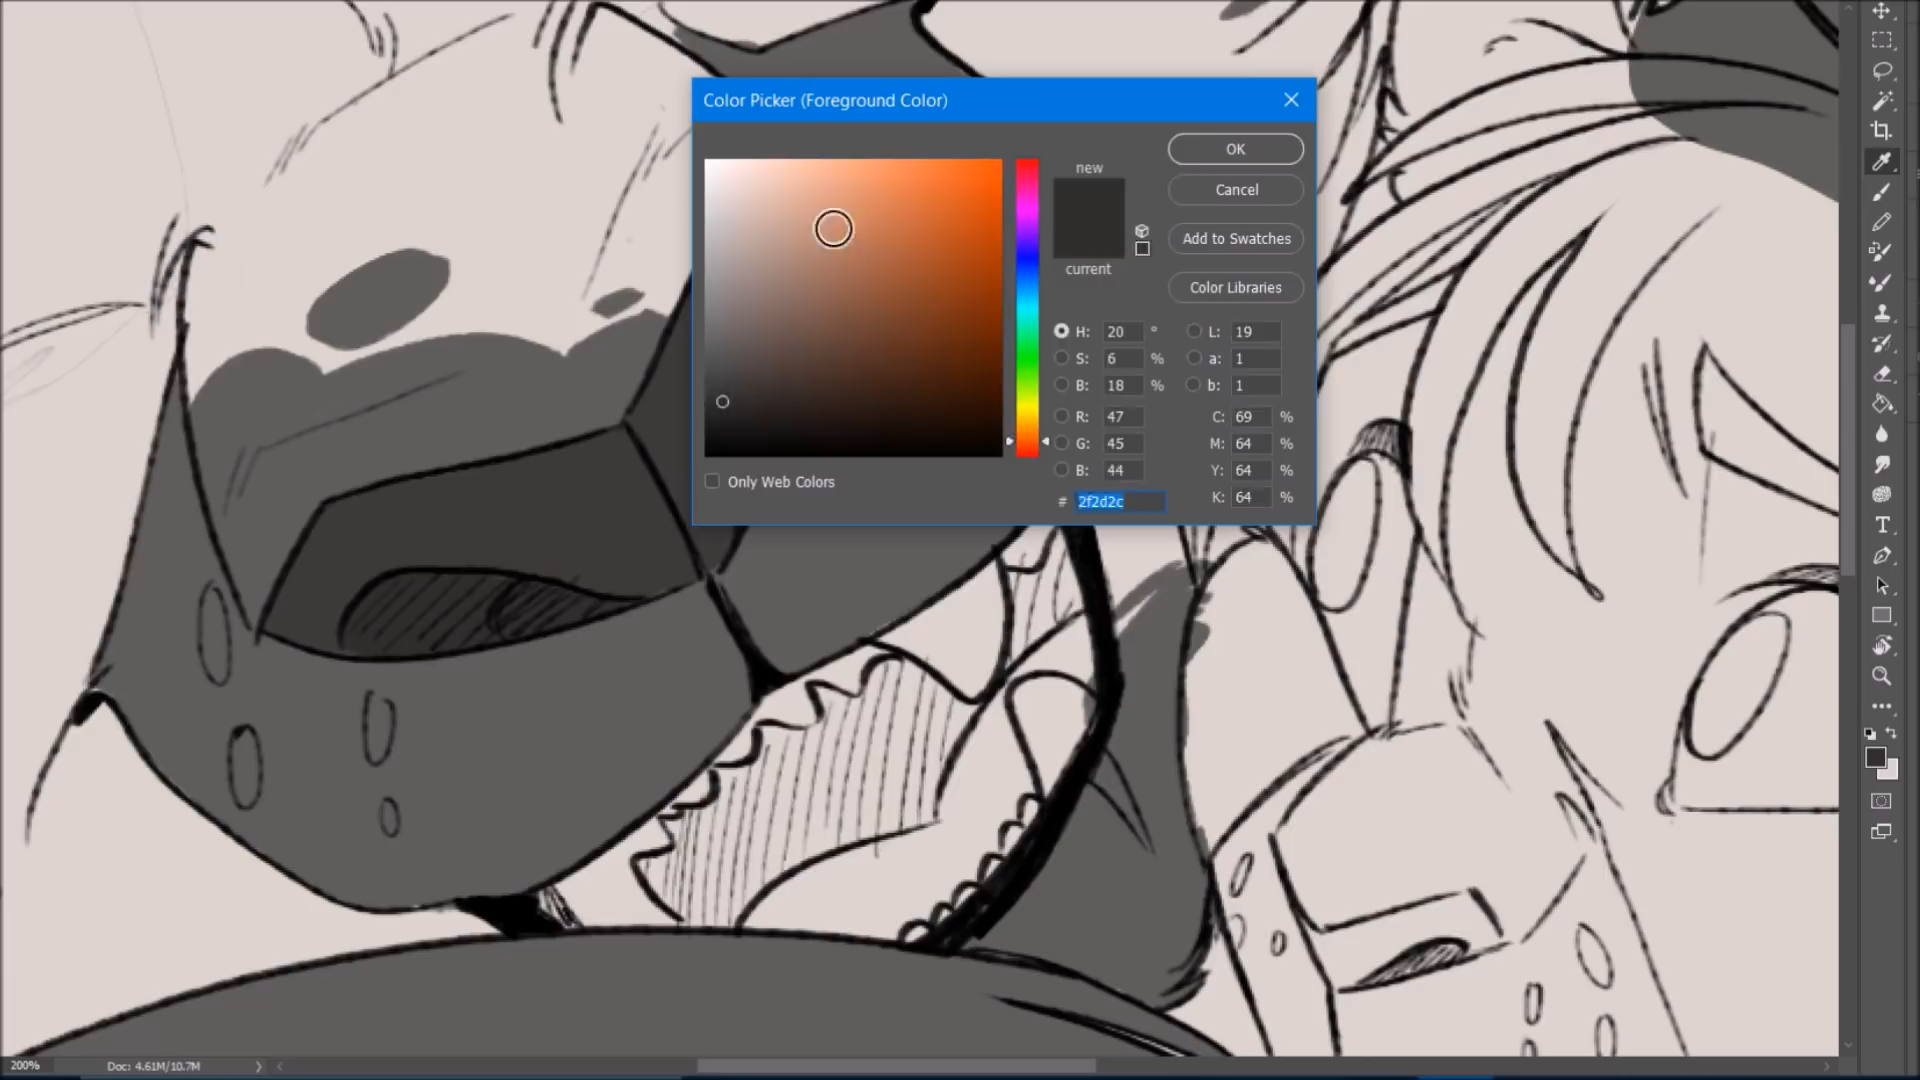 Color Picker (Foreground Color)
OK
new
Cancel
Add to Swatches
current
Color Libraries
H: 20 ° L: 19
S: 6 % a: 1
B: 18 % b: 1
R: 47 C: 69 %
G: 45 M: 64 %
B: 44 Y: 64 %
# 2f2d2c K: 64 %
Only Web Colors
200% Doc: 4.61M/10.7M